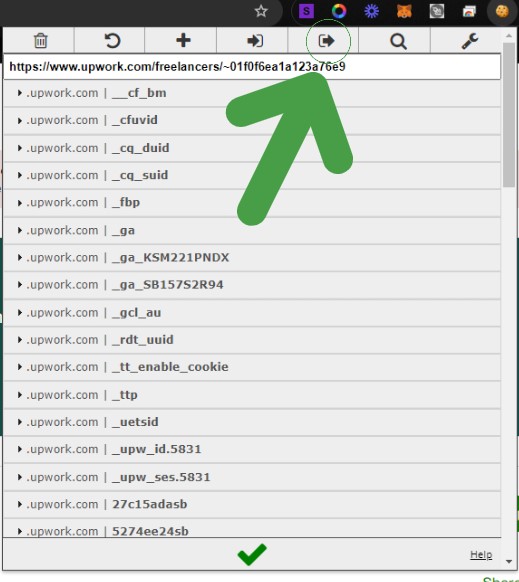 S
https://www.upwork.com/freelancers/~01f0f6ea1a123a76e9
.upwork.com | __cf_bm
.upwork.com | _cfuvid
.upwork.com | _cq_duid
.upwork.com | _cq_suid
.upwork.com | _fbp
.upwork.com | _ga
.upwork.com | _ga_KSM221PNDX
.upwork.com | _ga_SB157S2R94
.upwork.com | _gcl_au
.upwork.com | _rdt_uuid
.upwork.com | _tt_enable_cookie
.upwork.com | _ttp
.upwork.com | _uetsid
.upwork.com | _upw_id.5831
.upwork.com | _upw_ses.5831
.upwork.com | 27c15adasb
.upwork.com | 5274ee24sb
Help